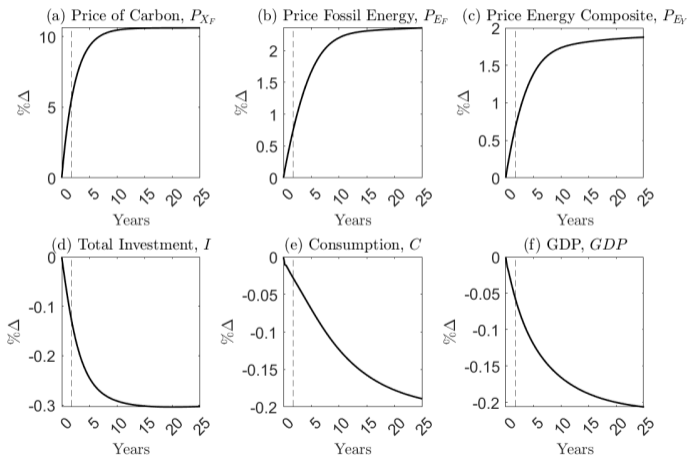 (a) Price of Carbon, P_{X_F}
(b) Price Fossil Energy, P_{E_F}
(c) Price Energy Composite, P_{E_Y}
10
5
0
%Δ
0 5 10 15 20 25
Years
2
1.5
1
0.5
0
%Δ
0 5 10 15 20 25
Years
2
1.5
1
0.5
0
%Δ
0 5 10 15 20 25
Years
(d) Total Investment, I
(e) Consumption, C
(f) GDP, GDP
0
-0.1
-0.2
-0.3
%Δ
0 5 10 15 20 25
Years
0
-0.05
-0.1
-0.15
-0.2
%Δ
0 5 10 15 20 25
Years
0
-0.05
-0.1
-0.15
-0.2
%Δ
0 5 10 15 20 25
Years